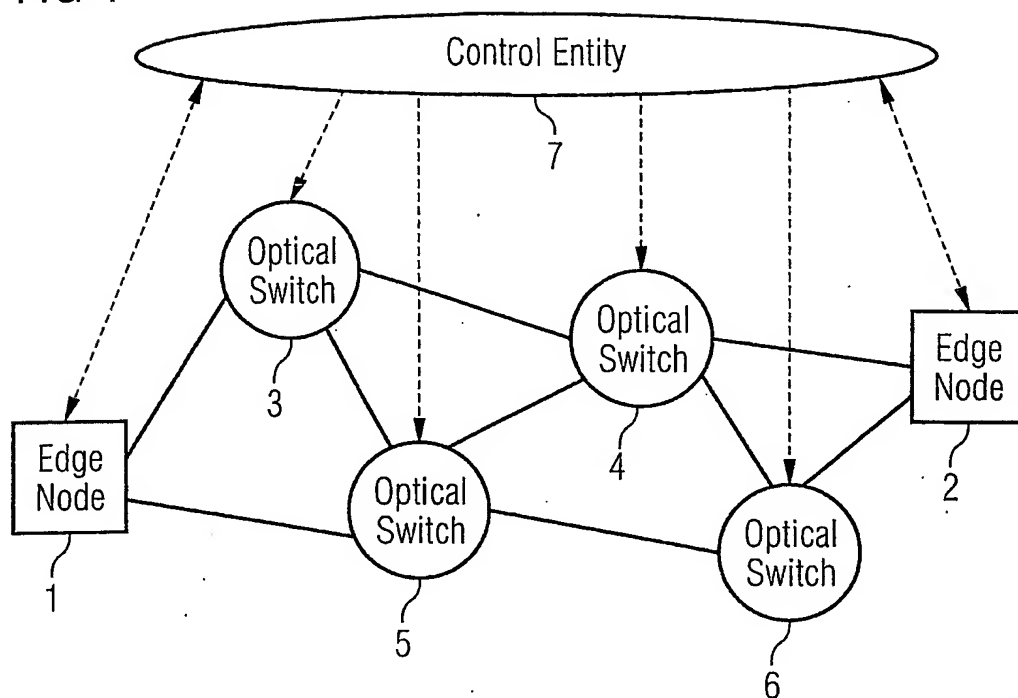 Control Entity
7
Optical
Switch
3
Optical
Switch
4
Edge
Node
2
Edge
Node
1
Optical
Switch
5
Optical
Switch
6